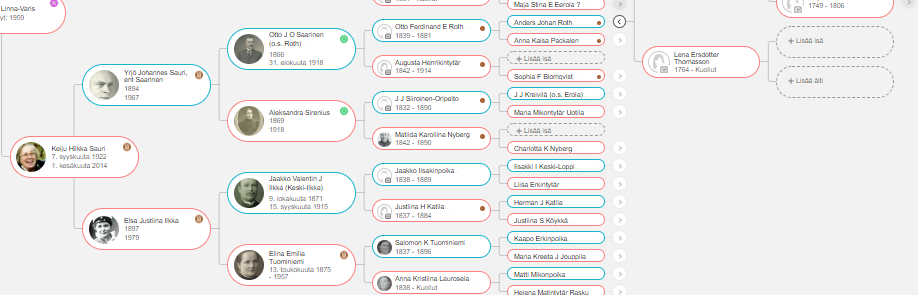 Linna-Varis
yt: 1959
Keiju Hilkka Sauri
7. syyskuuta 1922
1. kesäkuuta 2014
Yrjö Johannes Sauri,
ent Saarinen
1894
1967
Eisa Justiina Ilkka
1897
1979
Otto J O Saarinen
(o.s. Roth)
1866
31. elokuuta 1918
Aleksandra Sirenius
1869
1918
Jaakko Valentin J
Ilkka (Keski-Ilkka)
9. lokakuuta 1871
15. syyskuuta 1915
Elina Emilia
Tuominiemi
13. toukokuuta 1875
- 1957
Otto Ferdinand E Roth
1839 - 1881
Augusta Henrikintytär
1842 - 1914
J J Siiroinen-Oripelto
1832 - 1890
Matilda Karoliina Nyberg
1842 - 1890
Jaakko Iisakinpoika
1838 - 1889
Justiina H Katila
1837 - 1884
Salomon K Tuominiemi
1837 - 1896
Anna Kristiina Laurosela
1838 - Kuollut
Maja Stina E Eerola ?
Anders Johan Roth
Anna Kaisa Packalen
+ Lisää isä
Sophia F Blomqvist
J J Kreivilä (o.s. Erola)
Maria Mikontytär Uotila
+ Lisää isä
Charlotta K Nyberg
Iisakki I Keski-Loppi
Liisa Erkintytär
Herman J Katila
Justiina S Köykkä
Kaapo Erkinpoika
Maria Kreeta J Jouppila
Matti Mikonpoika
Helena Matintytär Rasku
Lena Ersdotter
Thomasson
1764 - Kuollut
1749 - 1806
+ Lisää isä
+ Lisää äiti